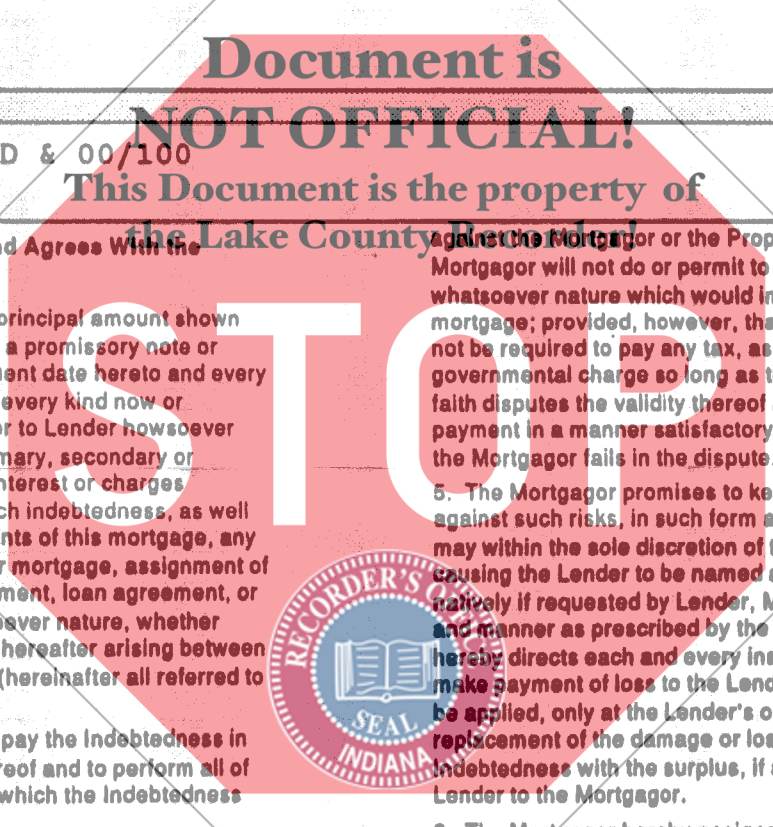 Document is
NOT OFFICIAL!
D & 00/100
This Document is the property of
the Lake County Recorder!
d Agrees With the
principal amount shown
a promissory note or
ent date hereto and every
every kind now or
r to Lender howsoever
mary, secondary or
nterest or charges
ch indebtedness, as well
nts of this mortgage, any
r mortgage, assignment of
ment, loan agreement, or
ever nature, whether
hereafter arising between
(hereinafter all referred to
pay the Indebtedness in
reof and to perform all of
which the Indebtedness
against the Mortgagor or the Prop
Mortgagor will not do or permit to
whatsoever nature which would in
mortgage; provided, however, tha
not be required to pay any tax, as
governmental charge so long as t
faith disputes the validity thereof
payment in a manner satisfactory
the Mortgagor fails in the dispute.
5. The Mortgagor promises to ke
against such risks, in such form a
may within the sole discretion of t
causing the Lender to be named a
natively if requested by Lender, M
and manner as prescribed by the
hereby directs each and every ins
make payment of loss to the Lend
be applied, only at the Lender's o
replacement of the damage or los
Indebtedness with the surplus, if a
Lender to the Mortgagor.
STOP
RECORDER'S OFFICE
SEAL
INDIANA